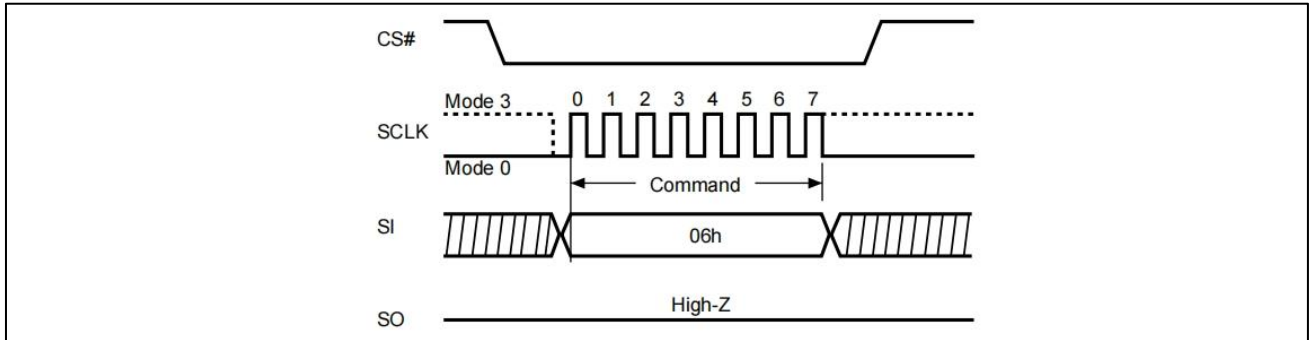 CS#
Mode 3
0 1 2 3 4 5 6 7
SCLK
Mode 0
Command
SI
06h
High-Z
SO